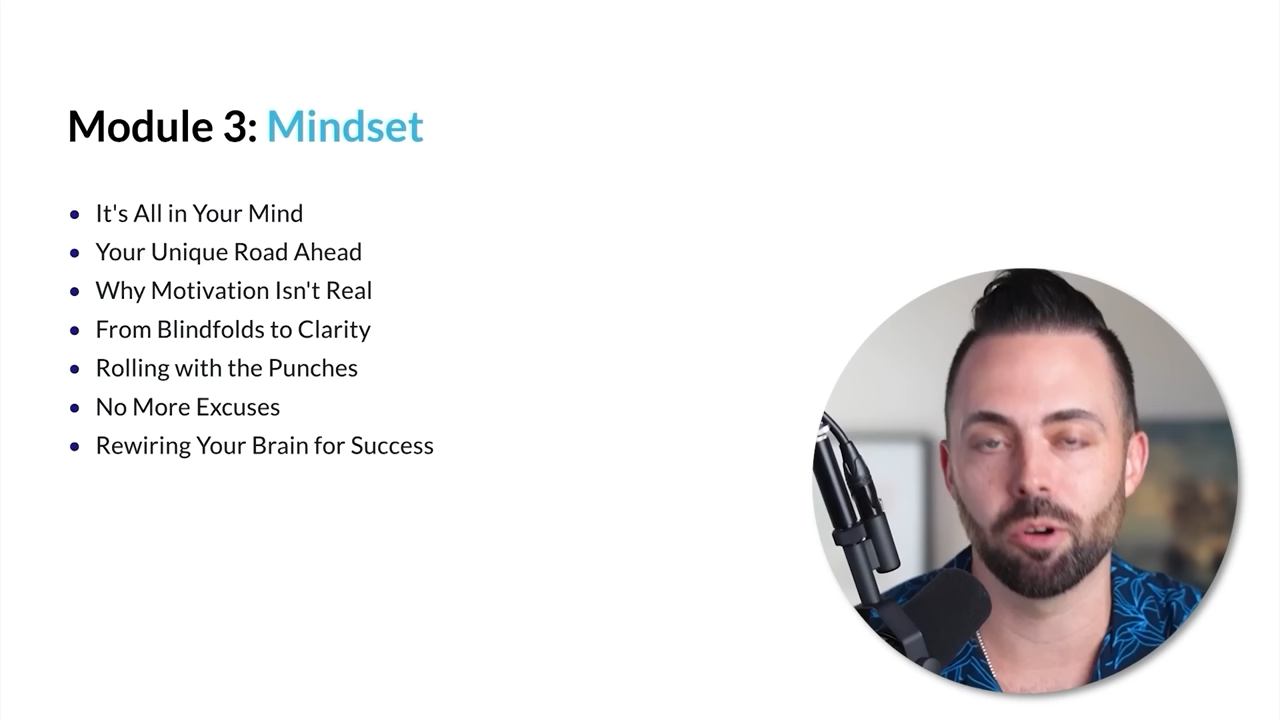 Module 3: Mindset
• It's All in Your Mind
• Your Unique Road Ahead
• Why Motivation Isn't Real
• From Blindfolds to Clarity
• Rolling with the Punches
• No More Excuses
• Rewiring Your Brain for Success